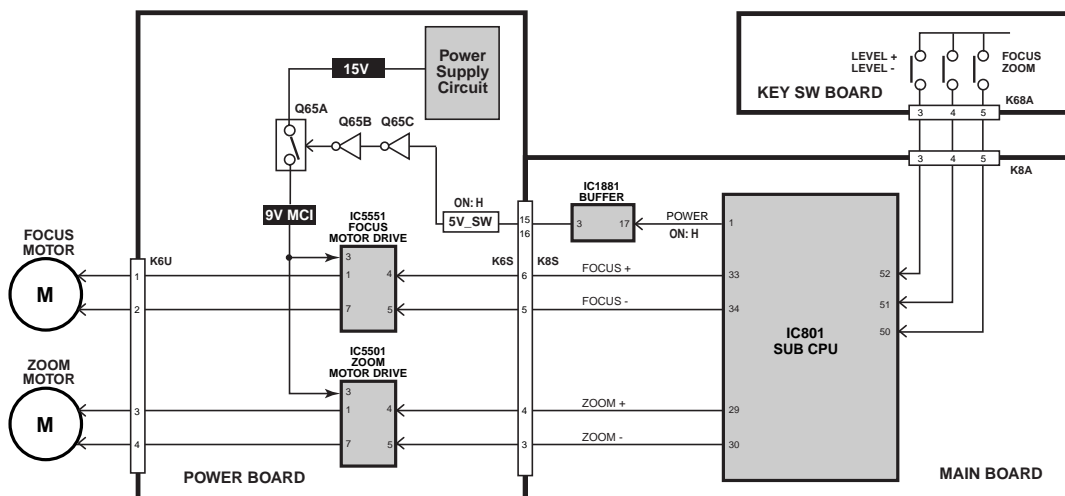 Power
Supply
Circuit
15V
Q65A
Q65B
Q65C
9V MCI
ON: H
5V_SW
LEVEL +
LEVEL -
FOCUS
ZOOM
KEY SW BOARD
K68A
3
4
5
3
4
5
K8A
IC1881
BUFFER
3
17
POWER
ON: H
1
15
16
FOCUS
MOTOR
M
K6U
1
2
IC5551
FOCUS
MOTOR DRIVE
3
1
4
7
5
K6S
K8S
6
5
FOCUS +
FOCUS -
33
34
52
51
50
IC801
SUB CPU
ZOOM
MOTOR
M
3
4
IC5501
ZOOM
MOTOR DRIVE
3
1
4
7
5
4
3
ZOOM +
ZOOM -
29
30
POWER BOARD
MAIN BOARD